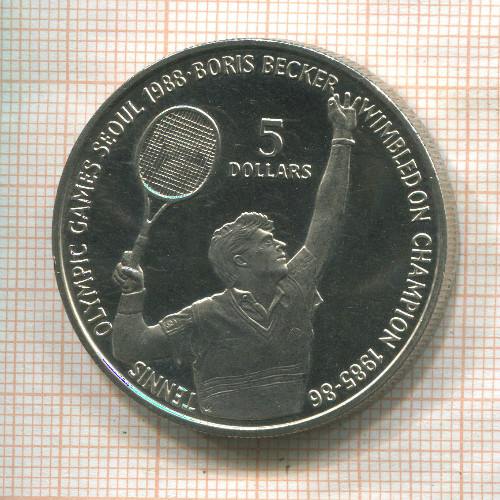 TENNIS OLYMPIC GAMES SEOUL 1988·BORIS BECKER WIMBLEDON CHAMPION 1985-86
5
DOLLARS